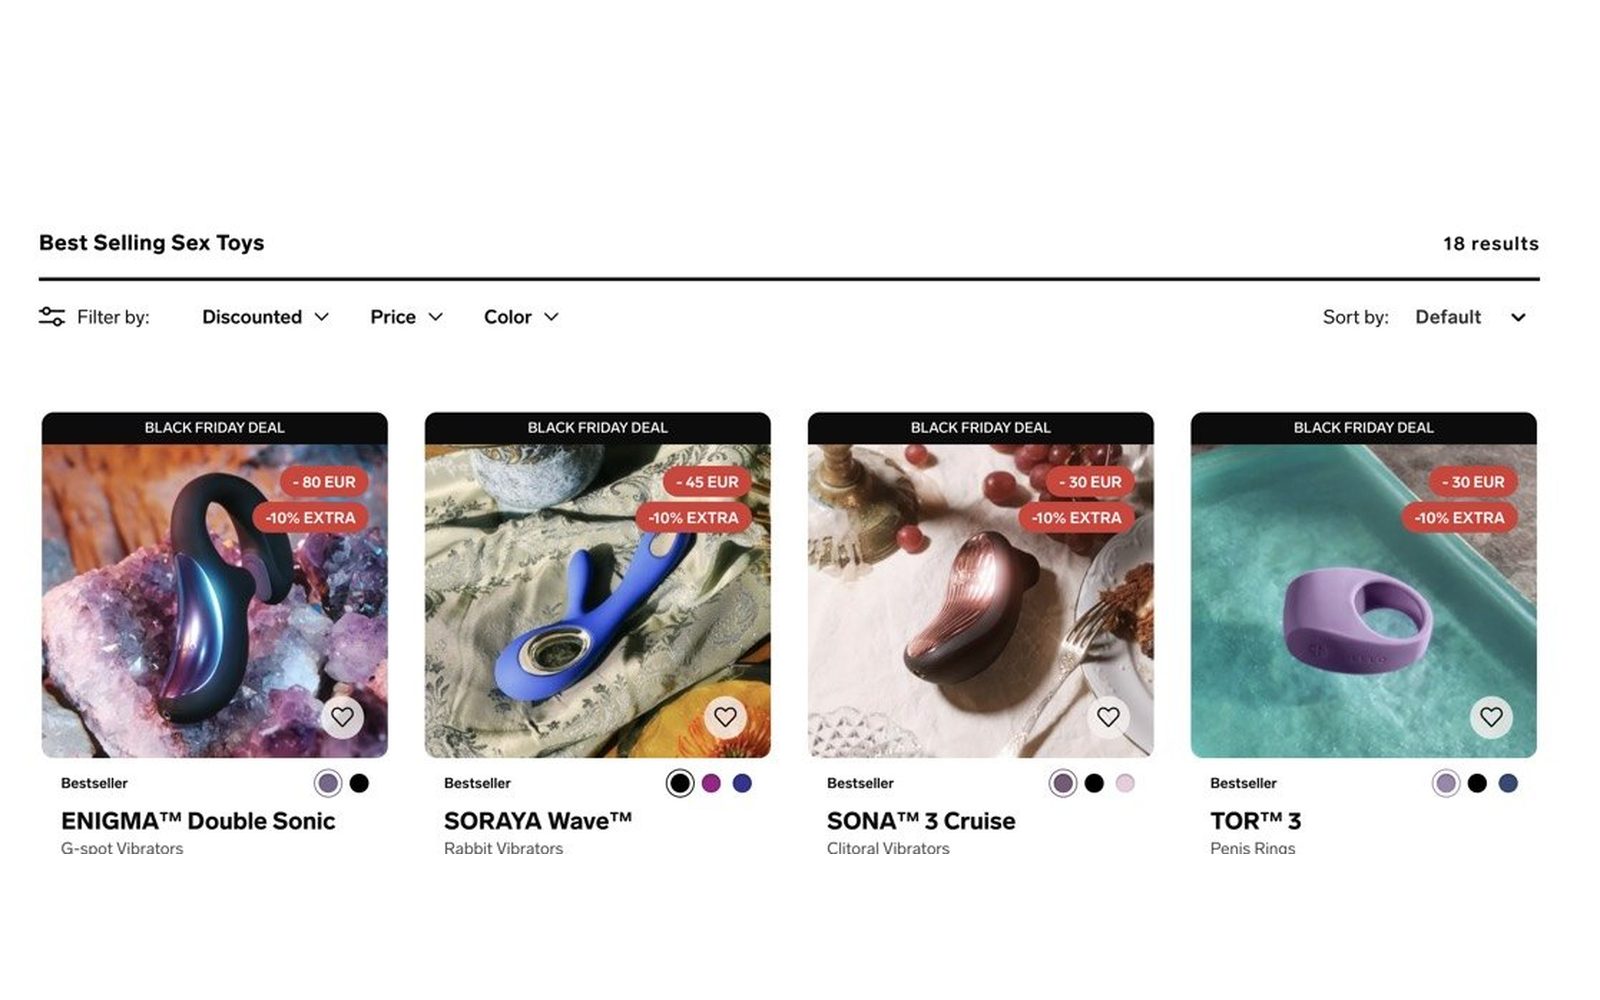 Best Selling Sex Toys
18 results
Filter by:
Discounted
Price
Color
Sort by:
Default
BLACK FRIDAY DEAL
- 80 EUR
-10% EXTRA
Bestseller
ENIGMA™ Double Sonic
G-spot Vibrators
BLACK FRIDAY DEAL
- 45 EUR
-10% EXTRA
Bestseller
SORAYA Wave™
Rabbit Vibrators
BLACK FRIDAY DEAL
- 30 EUR
-10% EXTRA
Bestseller
SONA™ 3 Cruise
Clitoral Vibrators
BLACK FRIDAY DEAL
- 30 EUR
-10% EXTRA
LELO
Bestseller
TOR™ 3
Penis Rings